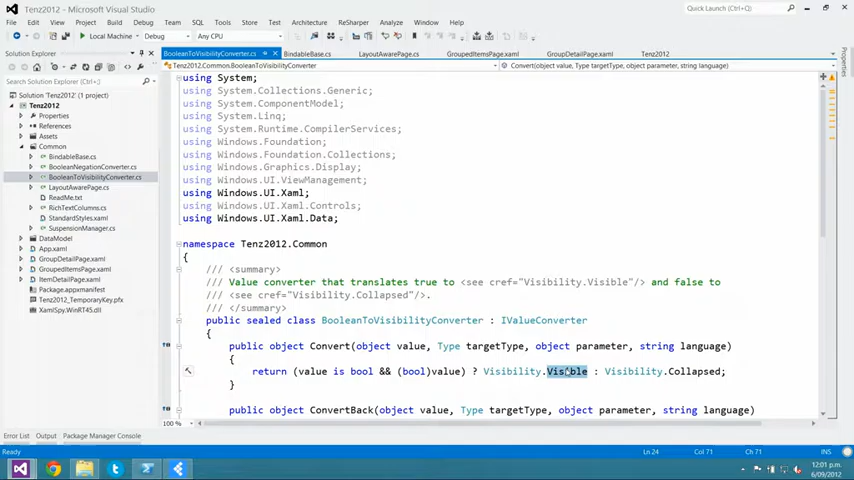 Tenz2012 - Microsoft Visual Studio
Quick Launch (Ctrl+Q)
File Edit View Project Build Debug Team SQL Tools Store Test Architecture ReSharper Analyze Window Help
Local Machine Debug Any CPU
Solution Explorer
BooleanToVisibilityConverter.cs BindableBase.cs LayoutAwarePage.cs GroupedItemsPage.xaml GroupDetailPage.xaml Tenz2012
Tenz2012.Common.BooleanToVisibilityConverter
Convert(object value, Type targetType, object parameter, string language)
Properties
Search Solution Explorer (Ctrl+;)
Solution 'Tenz2012' (1 project)
Tenz2012
Properties
References
Assets
Common
BindableBase.cs
BooleanNegationConverter.cs
BooleanToVisibilityConverter.cs
LayoutAwarePage.cs
ReadMe.txt
RichTextColumns.cs
StandardStyles.xaml
SuspensionManager.cs
DataModel
App.xaml
GroupDetailPage.xaml
GroupedItemsPage.xaml
ItemDetailPage.xaml
Package.appxmanifest
Tenz2012_TemporaryKey.pfx
XamlSpy.WinRT45.dll
using System;
using System.Collections.Generic;
using System.ComponentModel;
using System.Linq;
using System.Runtime.CompilerServices;
using Windows.Foundation;
using Windows.Foundation.Collections;
using Windows.Graphics.Display;
using Windows.UI.ViewManagement;
using Windows.UI.Xaml;
using Windows.UI.Xaml.Controls;
using Windows.UI.Xaml.Data;
namespace Tenz2012.Common
{
/// <summary>
/// Value converter that translates true to <see cref="Visibility.Visible"/> and false to
/// <see cref="Visibility.Collapsed"/>.
/// </summary>
public sealed class BooleanToVisibilityConverter : IValueConverter
{
public object Convert(object value, Type targetType, object parameter, string language)
{
return (value is bool && (bool)value) ? Visibility.Visible : Visibility.Collapsed;
}
public object ConvertBack(object value, Type targetType, object parameter, string language)
100 %
Error List Output Package Manager Console
Ready Ln 24 Col 71 Ch 71 INS
12:01 p.m.
6/09/2012